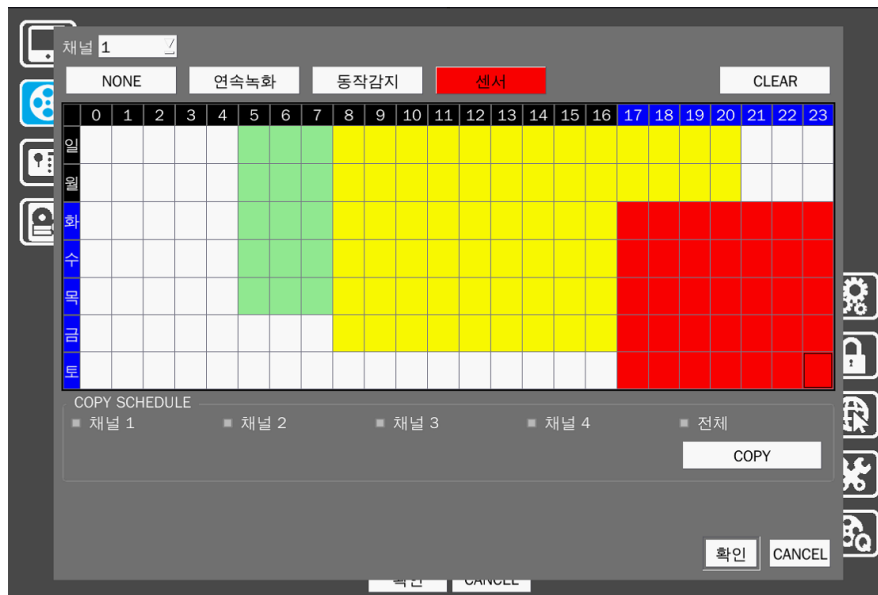 채널 1
NONE 연속녹화 동작감지 센서 CLEAR
0 1 2 3 4 5 6 7 8 9 10 11 12 13 14 15 16 17 18 19 20 21 22 23
일
월
화
수
목
금
토
COPY SCHEDULE
채널 1 채널 2 채널 3 채널 4 전체
COPY
확인 CANCEL
확인 CANCEL